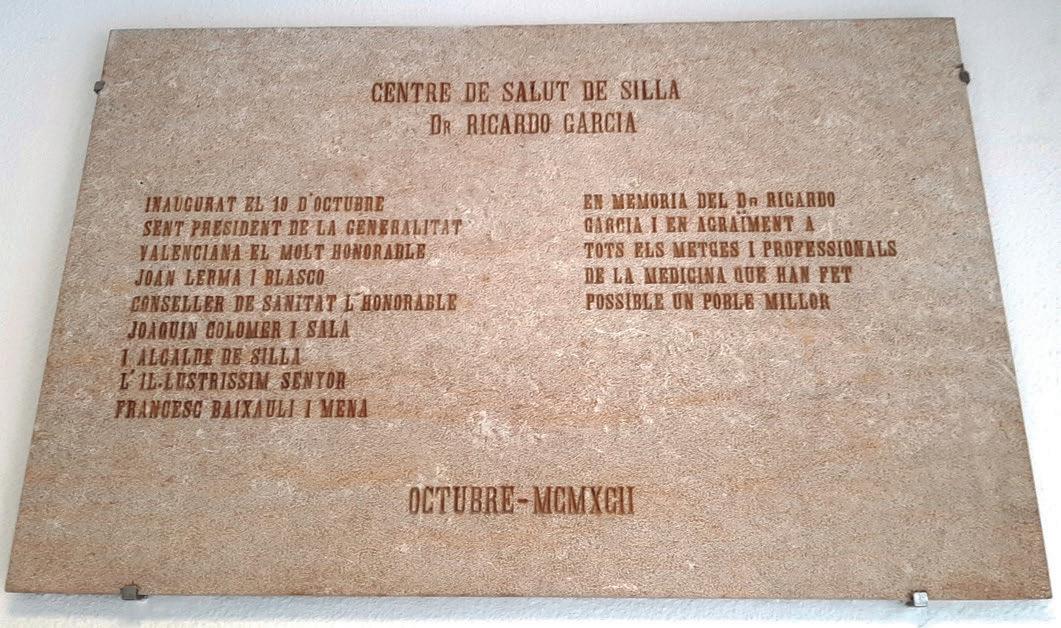 CENTRE DE SALUT DE SILLA
DR RICARDO GARCIA
INAUGURAT EL 10 D'OCTUBRE
SENT PRESIDENT DE LA GENERALITAT
VALENCIANA EL MOLT HONORABLE
JOAN LERMA I BLASCO
CONSELLER DE SANITAT L'HONORABLE
JOAQUIN COLOMER I SALA
I ALCALDE DE SILLA
L'IL·LUSTRISSIM SENYOR
FRANCESC BAIXAULI I MENA
EN MEMORIA DEL DR RICARDO
GARCIA I EN AGRAÏMENT A
TOTS ELS METGES I PROFESSIONALS
DE LA MEDICINA QUE HAN FET
POSSIBLE UN POBLE MILLOR
OCTUBRE-MCMXCII